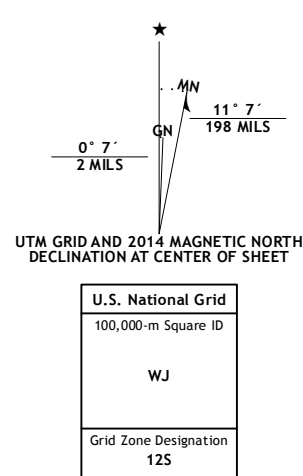 ★
MN
11° 7´
198 MILS
GN
0° 7´
2 MILS
UTM GRID AND 2014 MAGNETIC NORTH
DECLINATION AT CENTER OF SHEET
U.S. National Grid
100,000-m Square ID
WJ
Grid Zone Designation
12S